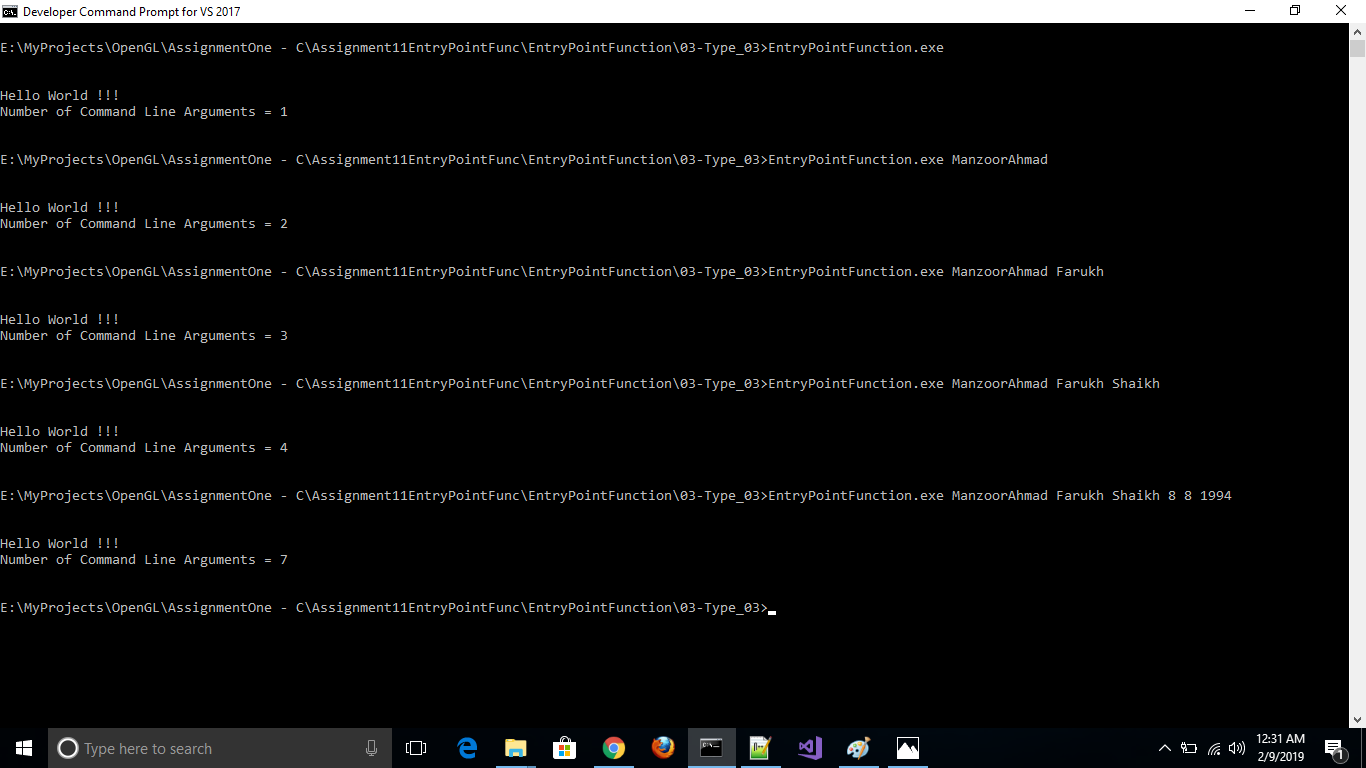 Developer Command Prompt for VS 2017
E:\MyProjects\OpenGL\AssignmentOne - C\Assignment11EntryPointFunc\EntryPointFunction\03-Type_03>EntryPointFunction.exe
Hello World !!!
Number of Command Line Arguments = 1
E:\MyProjects\OpenGL\AssignmentOne - C\Assignment11EntryPointFunc\EntryPointFunction\03-Type_03>EntryPointFunction.exe ManzoorAhmad
Hello World !!!
Number of Command Line Arguments = 2
E:\MyProjects\OpenGL\AssignmentOne - C\Assignment11EntryPointFunc\EntryPointFunction\03-Type_03>EntryPointFunction.exe ManzoorAhmad Farukh
Hello World !!!
Number of Command Line Arguments = 3
E:\MyProjects\OpenGL\AssignmentOne - C\Assignment11EntryPointFunc\EntryPointFunction\03-Type_03>EntryPointFunction.exe ManzoorAhmad Farukh Shaikh
Hello World !!!
Number of Command Line Arguments = 4
E:\MyProjects\OpenGL\AssignmentOne - C\Assignment11EntryPointFunc\EntryPointFunction\03-Type_03>EntryPointFunction.exe ManzoorAhmad Farukh Shaikh 8 8 1994
Hello World !!!
Number of Command Line Arguments = 7
E:\MyProjects\OpenGL\AssignmentOne - C\Assignment11EntryPointFunc\EntryPointFunction\03-Type_03>
Type here to search
12:31 AM
2/9/2019
1